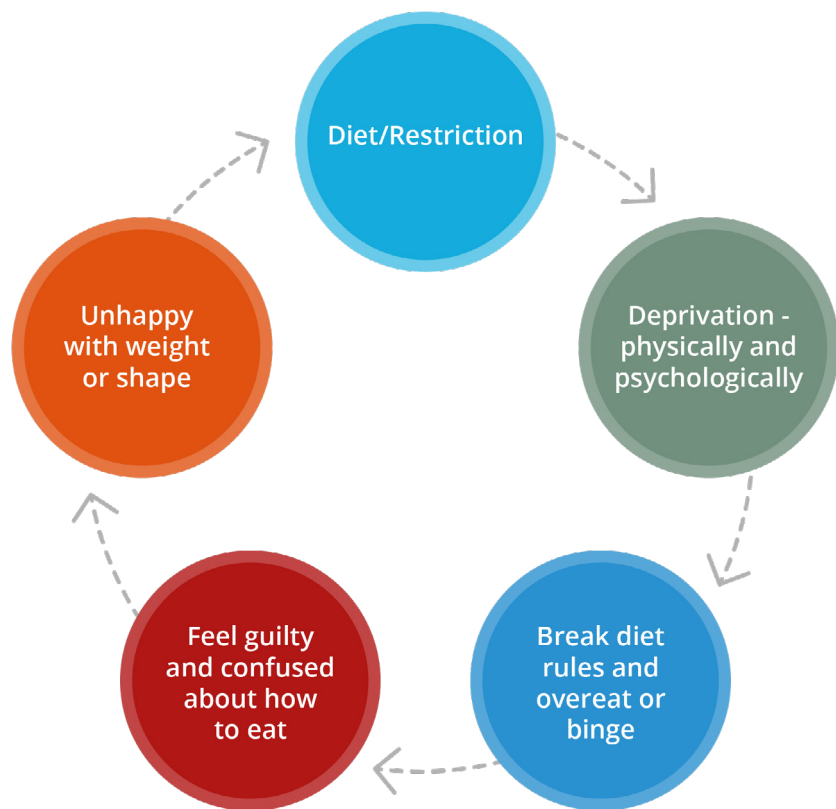 Diet/Restriction
Deprivation -
physically and
psychologically
Break diet
rules and
overeat or
binge
Feel guilty
and confused
about how
to eat
Unhappy
with weight
or shape